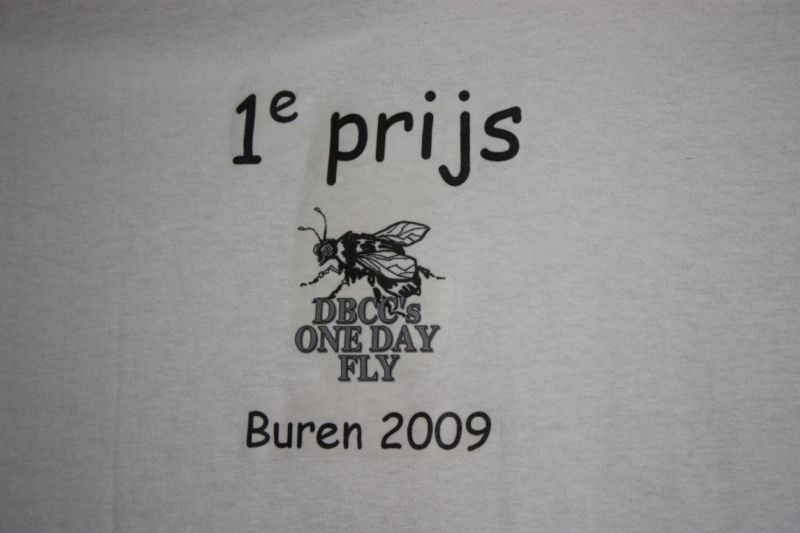 1e prijs
DBCC's
ONE DAY
FLY
Buren 2009